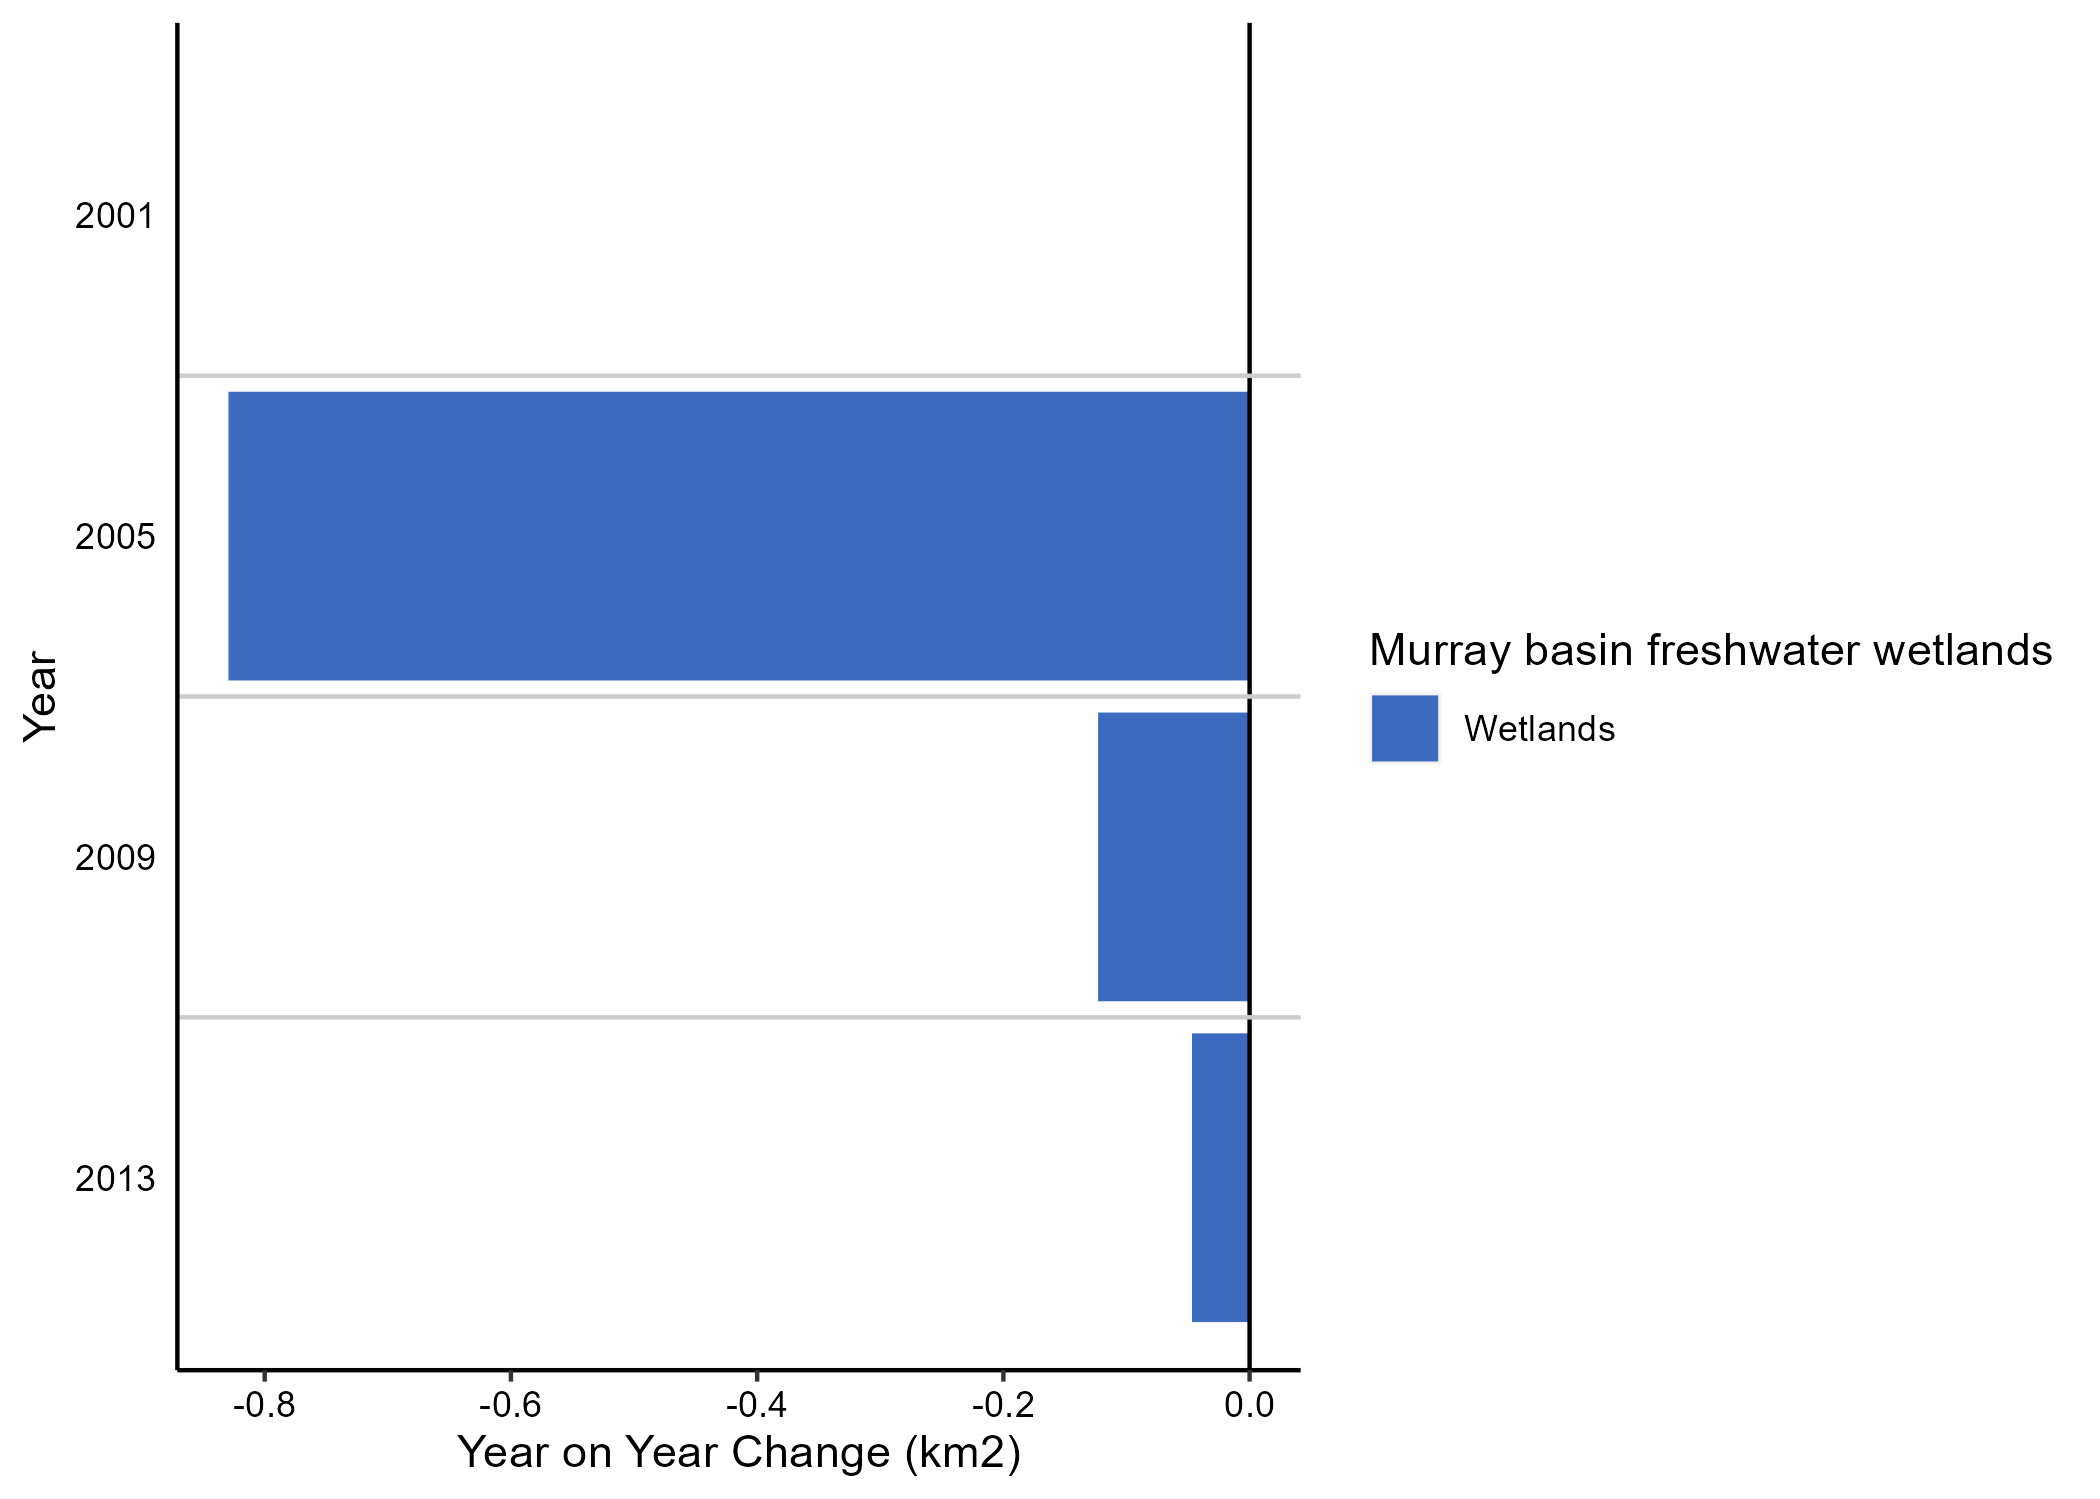 2001
2005
2009
2013
Year
-0.8 -0.6 -0.4 -0.2 0.0
Year on Year Change (km2)
Murray basin freshwater wetlands
Wetlands